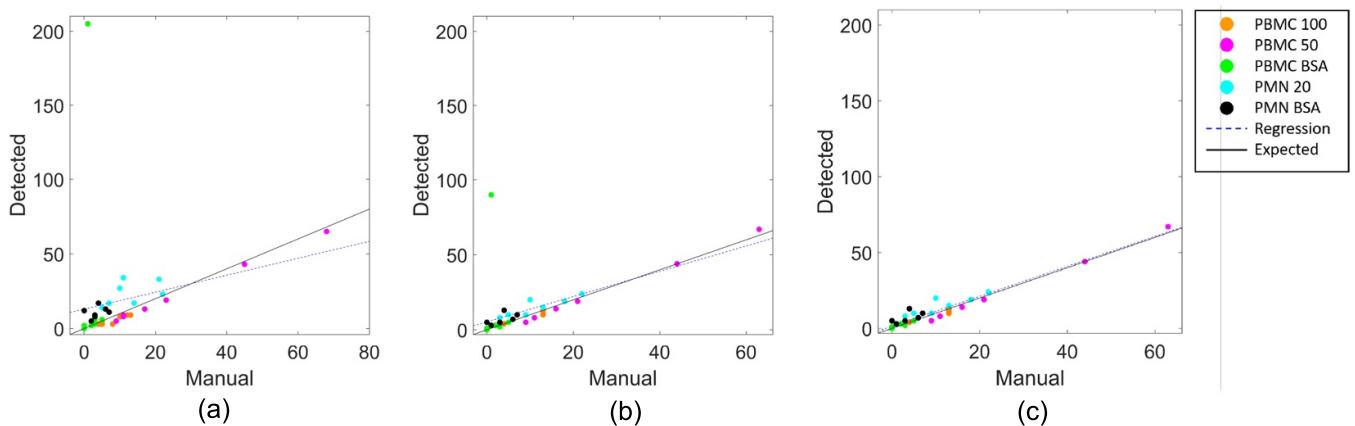 200
150
100
50
0
Detected
0
20
40
60
80
Manual
(a)
200
150
100
50
0
Detected
0
20
40
60
Manual
(b)
200
150
100
50
0
Detected
0
20
40
60
Manual
(c)
PBMC 100
PBMC 50
PBMC BSA
PMN 20
PMN BSA
Regression
Expected